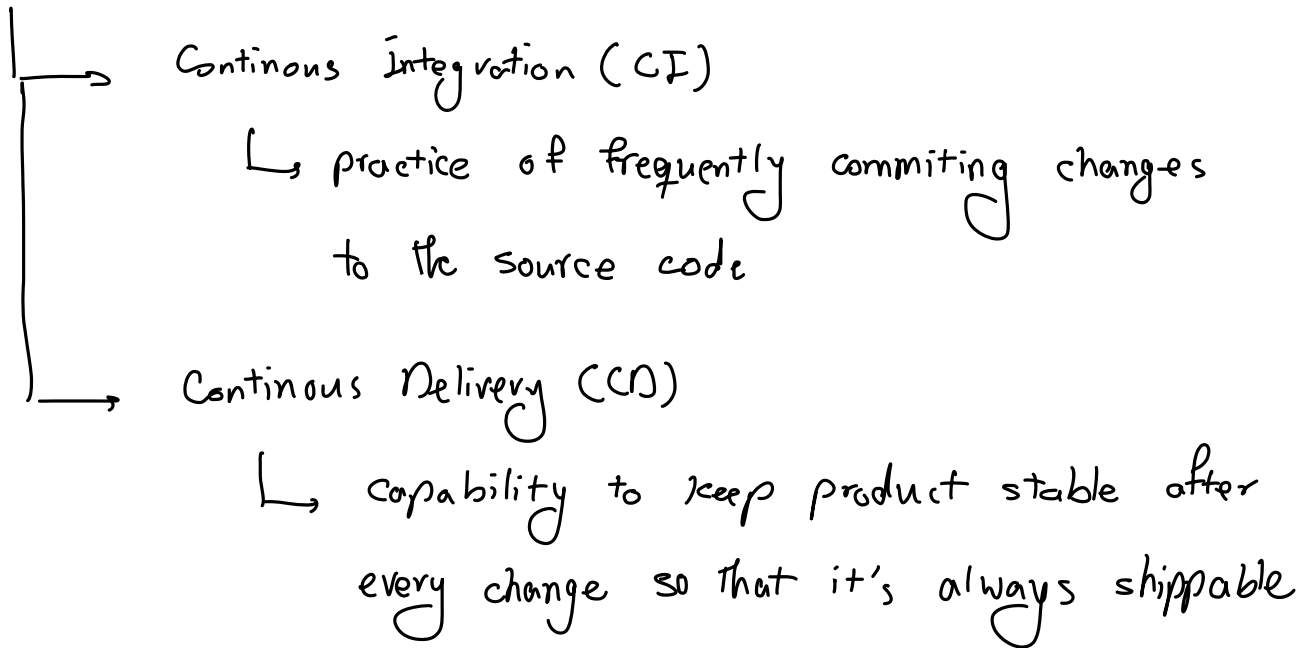 Continous Integration (CI)
practice of frequently commiting changes
to the source code
Continous Delivery (CD)
capability to keep product stable after
every change so that it's always shippable